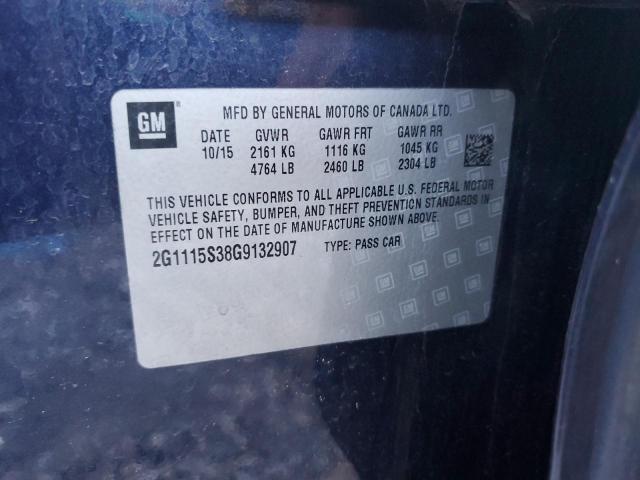 GM
MFD BY GENERAL MOTORS OF CANADA LTD.
DATE GVWR GAWR FRT GAWR RR
10/15 2161 KG 1116 KG 1045 KG
4764 LB 2460 LB 2304 LB
THIS VEHICLE CONFORMS TO ALL APPLICABLE U.S. FEDERAL MOTOR
VEHICLE SAFETY, BUMPER, AND THEFT PREVENTION STANDARDS IN
EFFECT ON THE DATE OF MANUFACTURE SHOWN ABOVE.
2G1115S38G9132907 TYPE: PASS CAR